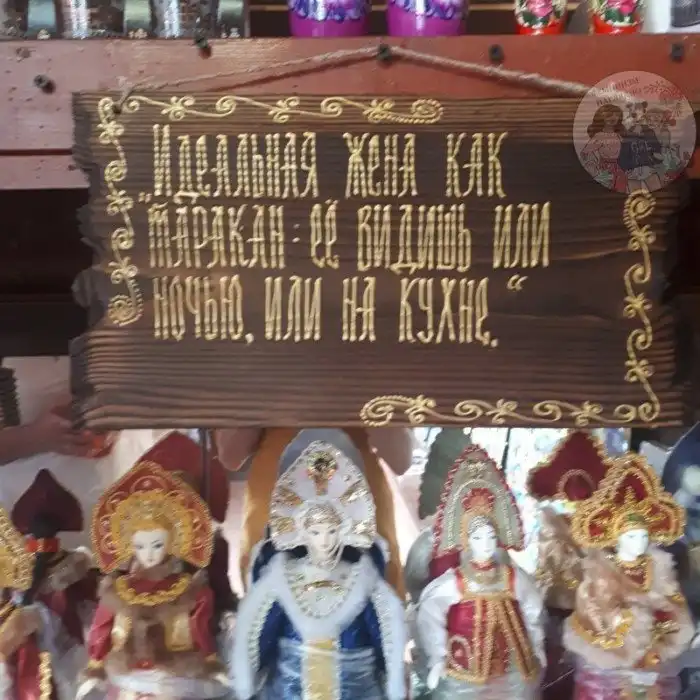 Идеальная жена как
"таракан: её видишь или
ночью, или на кухне."